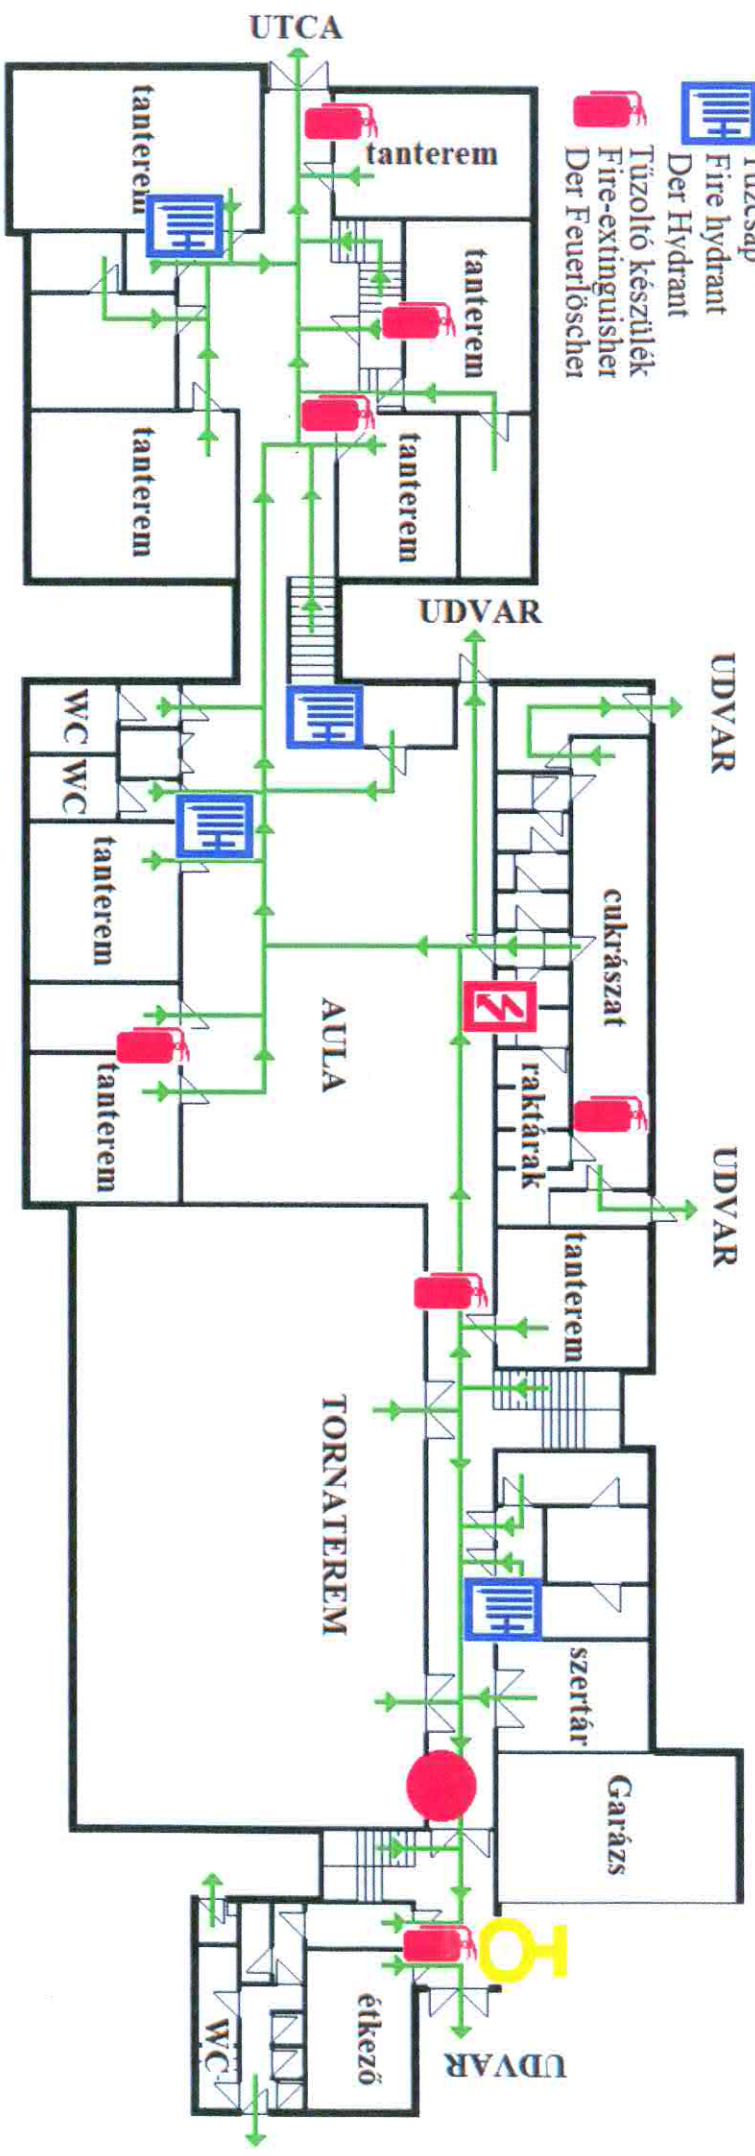 Tűzcsap
Fire hydrant
Der Hydrant
Tűzoltó készülék
Fire-extinguisher
Der Feuerlöscher
UTCA
tanterem
tanterem
tanterem
tanterem
tanterem
UDVAR
UDVAR
UDVAR
WC
WC
tanterem
tanterem
AULA
cukrászat
raktárak
tanterem
TORNATEREM
szertár
Garázs
étkező
WC
UDVAR